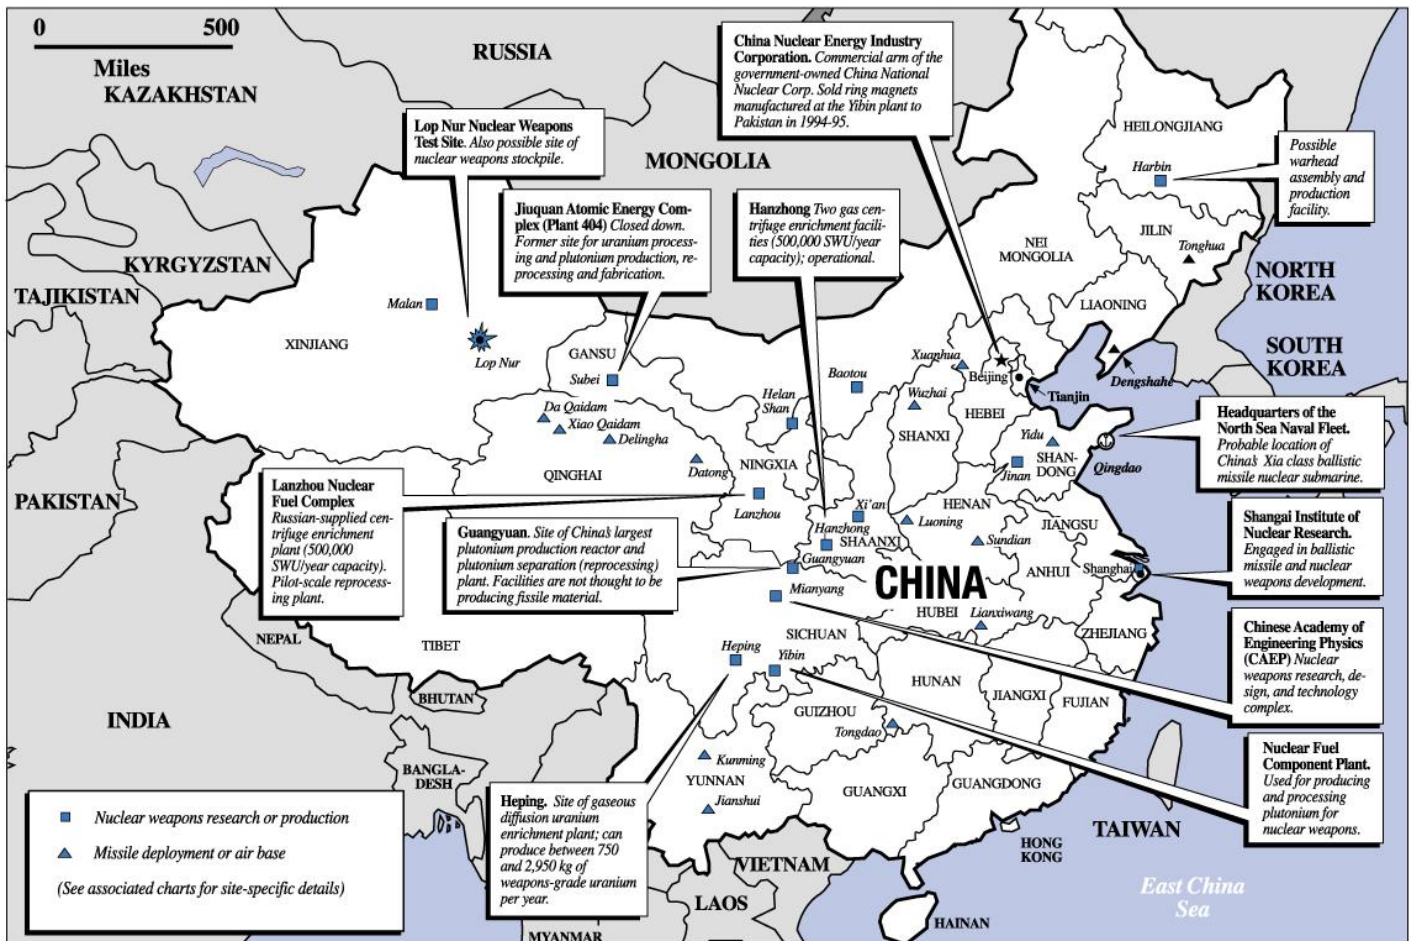 0 500
Miles
RUSSIA
KAZAKHSTAN
MONGOLIA
KYRGYZSTAN
TAJIKISTAN
PAKISTAN
INDIA
NEPAL
BHUTAN
BANGLA-
DESH
MYANMAR
LAOS
VIETNAM
HAINAN
HONG
KONG
TAIWAN
East China
Sea
NORTH
KOREA
SOUTH
KOREA
CHINA
Lop Nur Nuclear Weapons
Test Site. Also possible site of
nuclear weapons stockpile.
China Nuclear Energy Industry
Corporation. Commercial arm of the
government-owned China National
Nuclear Corp. Sold ring magnets
manufactured at the Yibin plant to
Pakistan in 1994-95.
Possible
warhead
assembly and
production
facility.
Jiuquan Atomic Energy Com-
plex (Plant 404) Closed down.
Former site for uranium process-
ing and plutonium production, re-
processing and fabrication.
Hanzhong Two gas cen-
trifuge enrichment facili-
ties (500,000 SWU/year
capacity); operational.
Headquarters of the
North Sea Naval Fleet.
Probable location of
China's Xia class ballistic
missile nuclear submarine.
Lanzhou Nuclear
Fuel Complex
Russian-supplied cen-
trifuge enrichment
plant (500,000
SWU/year capacity).
Pilot-scale reprocess-
ing plant.
Guangyuan. Site of China's largest
plutonium production reactor and
plutonium separation (reprocessing)
plant. Facilities are not thought to be
producing fissile material.
Shangai Institute of
Nuclear Research.
Engaged in ballistic
missile and nuclear
weapons development.
Chinese Academy of
Engineering Physics
(CAEP) Nuclear
weapons research, de-
sign, and technology
complex.
Nuclear Fuel
Component Plant.
Used for producing
and processing
plutonium for
nuclear weapons.
Heping. Site of gaseous
diffusion uranium
enrichment plant; can
produce between 750
and 2,950 kg of
weapons-grade uranium
per year.
HEILONGJIANG
Harbin
JILIN
Tonghua
NEI
MONGOLIA
LIAONING
Dengshahe
XINJIANG
Malan
Lop Nur
GANSU
Subei
Da Qaidam
Xiao Qaidam
Delingha
QINGHAI
Datong
Helan
Shan
NINGXIA
Lanzhou
Baotou
Xuanhua
Beijing
Tianjin
Wuzhai
HEBEI
SHANXI
Yidu
SHAN-
DONG
Jinan
Qingdao
Xi'an
HENAN
Luoning
JIANGSU
Hanzhong
SHAANXI
Sundian
Guangyuan
ANHUI
Shanghai
Mianyang
HUBEI
Lianxiwang
ZHEJIANG
TIBET
SICHUAN
Heping
Yibin
HUNAN
JIANGXI
FUJIAN
GUIZHOU
Tongdao
Kunming
YUNNAN
Jianshui
GUANGXI
GUANGDONG
Nuclear weapons research or production
Missile deployment or air base
(See associated charts for site-specific details)